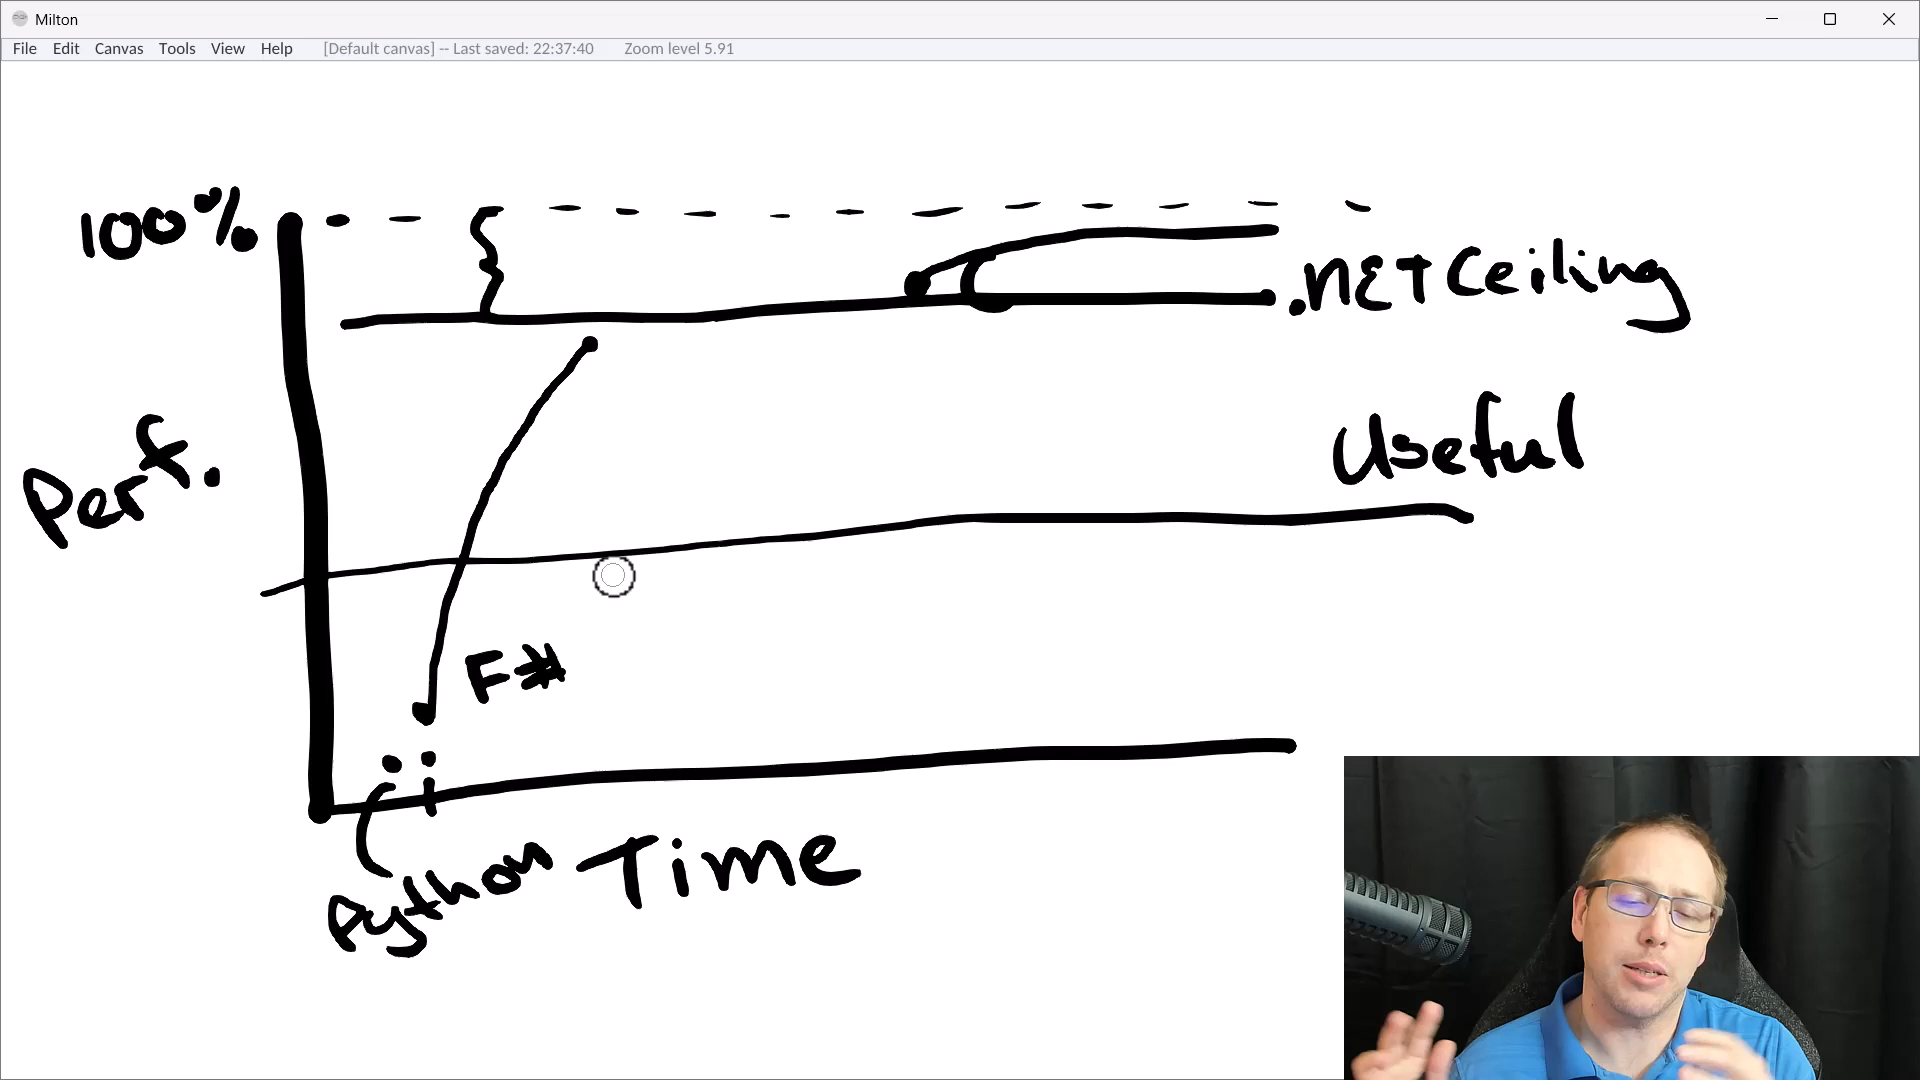 Milton
File Edit Canvas Tools View Help [Default canvas] -- Last saved: 22:37:40 Zoom level 5.91
100%
.NET Ceiling
Useful
Perf.
F#
Python Time